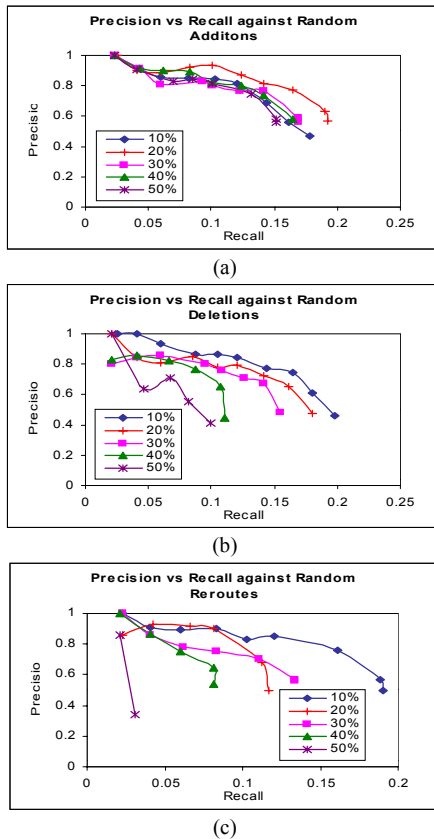 Precision vs Recall against Random
Additons
Precisic
1
0.8
0.6
0.4
0.2
0
10%
20%
30%
40%
50%
0 0.05 0.1 0.15 0.2 0.25
Recall
(a)
Precision vs Recall against Random
Deletions
Precisio
1
0.8
0.6
0.4
0.2
0
10%
20%
30%
40%
50%
0 0.05 0.1 0.15 0.2 0.25
Recall
(b)
Precision vs Recall against Random
Reroutes
Precisio
1
0.8
0.6
0.4
0.2
0
10%
20%
30%
40%
50%
0 0.05 0.1 0.15 0.2
Recall
(c)